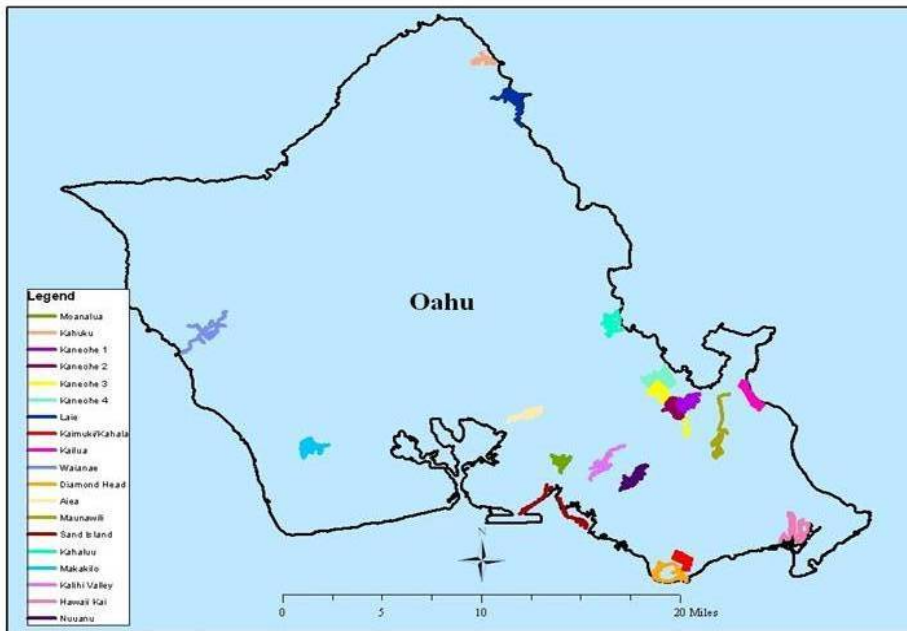 Oahu
Legend
Moanalua
Kahuku
Kaneohe 1
Kaneohe 2
Kaneohe 3
Kaneohe 4
Laie
Kaimuki/Kahala
Kailua
Waianae
Diamond Head
Aiea
Maunawili
Sand Island
Kahaluu
Makakilo
Kalihi Valley
Hawaii Kai
Nuuanu
N
0 5 10 20 Miles